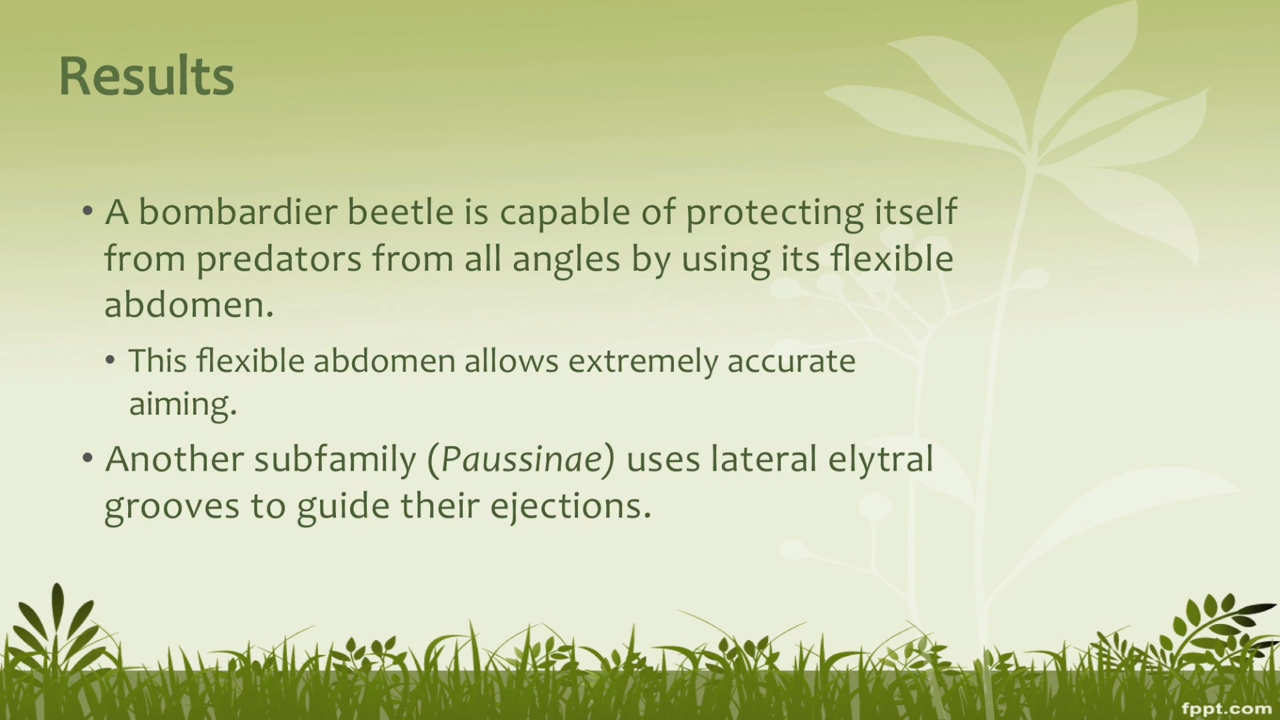 Results
• A bombardier beetle is capable of protecting itself
from predators from all angles by using its flexible
abdomen.
• This flexible abdomen allows extremely accurate
aiming.
• Another subfamily (Paussinae) uses lateral elytral
grooves to guide their ejections.
fppt.com